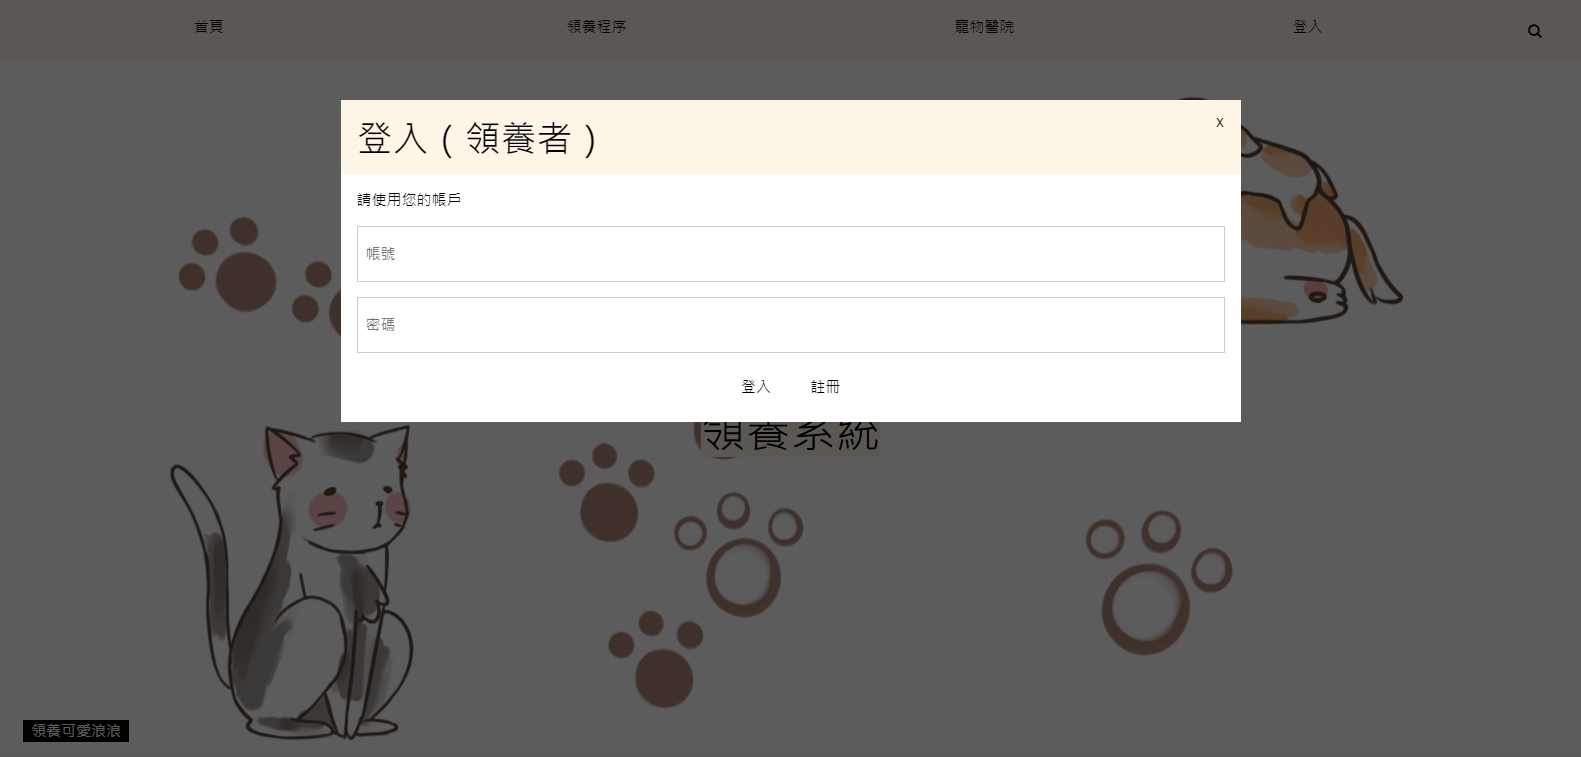 首頁 領養程序 寵物醫院 登入
登入 ( 領養者 ) x
請使用您的帳戶
帳號
密碼
登入 註冊
領養系統
領養可愛浪浪